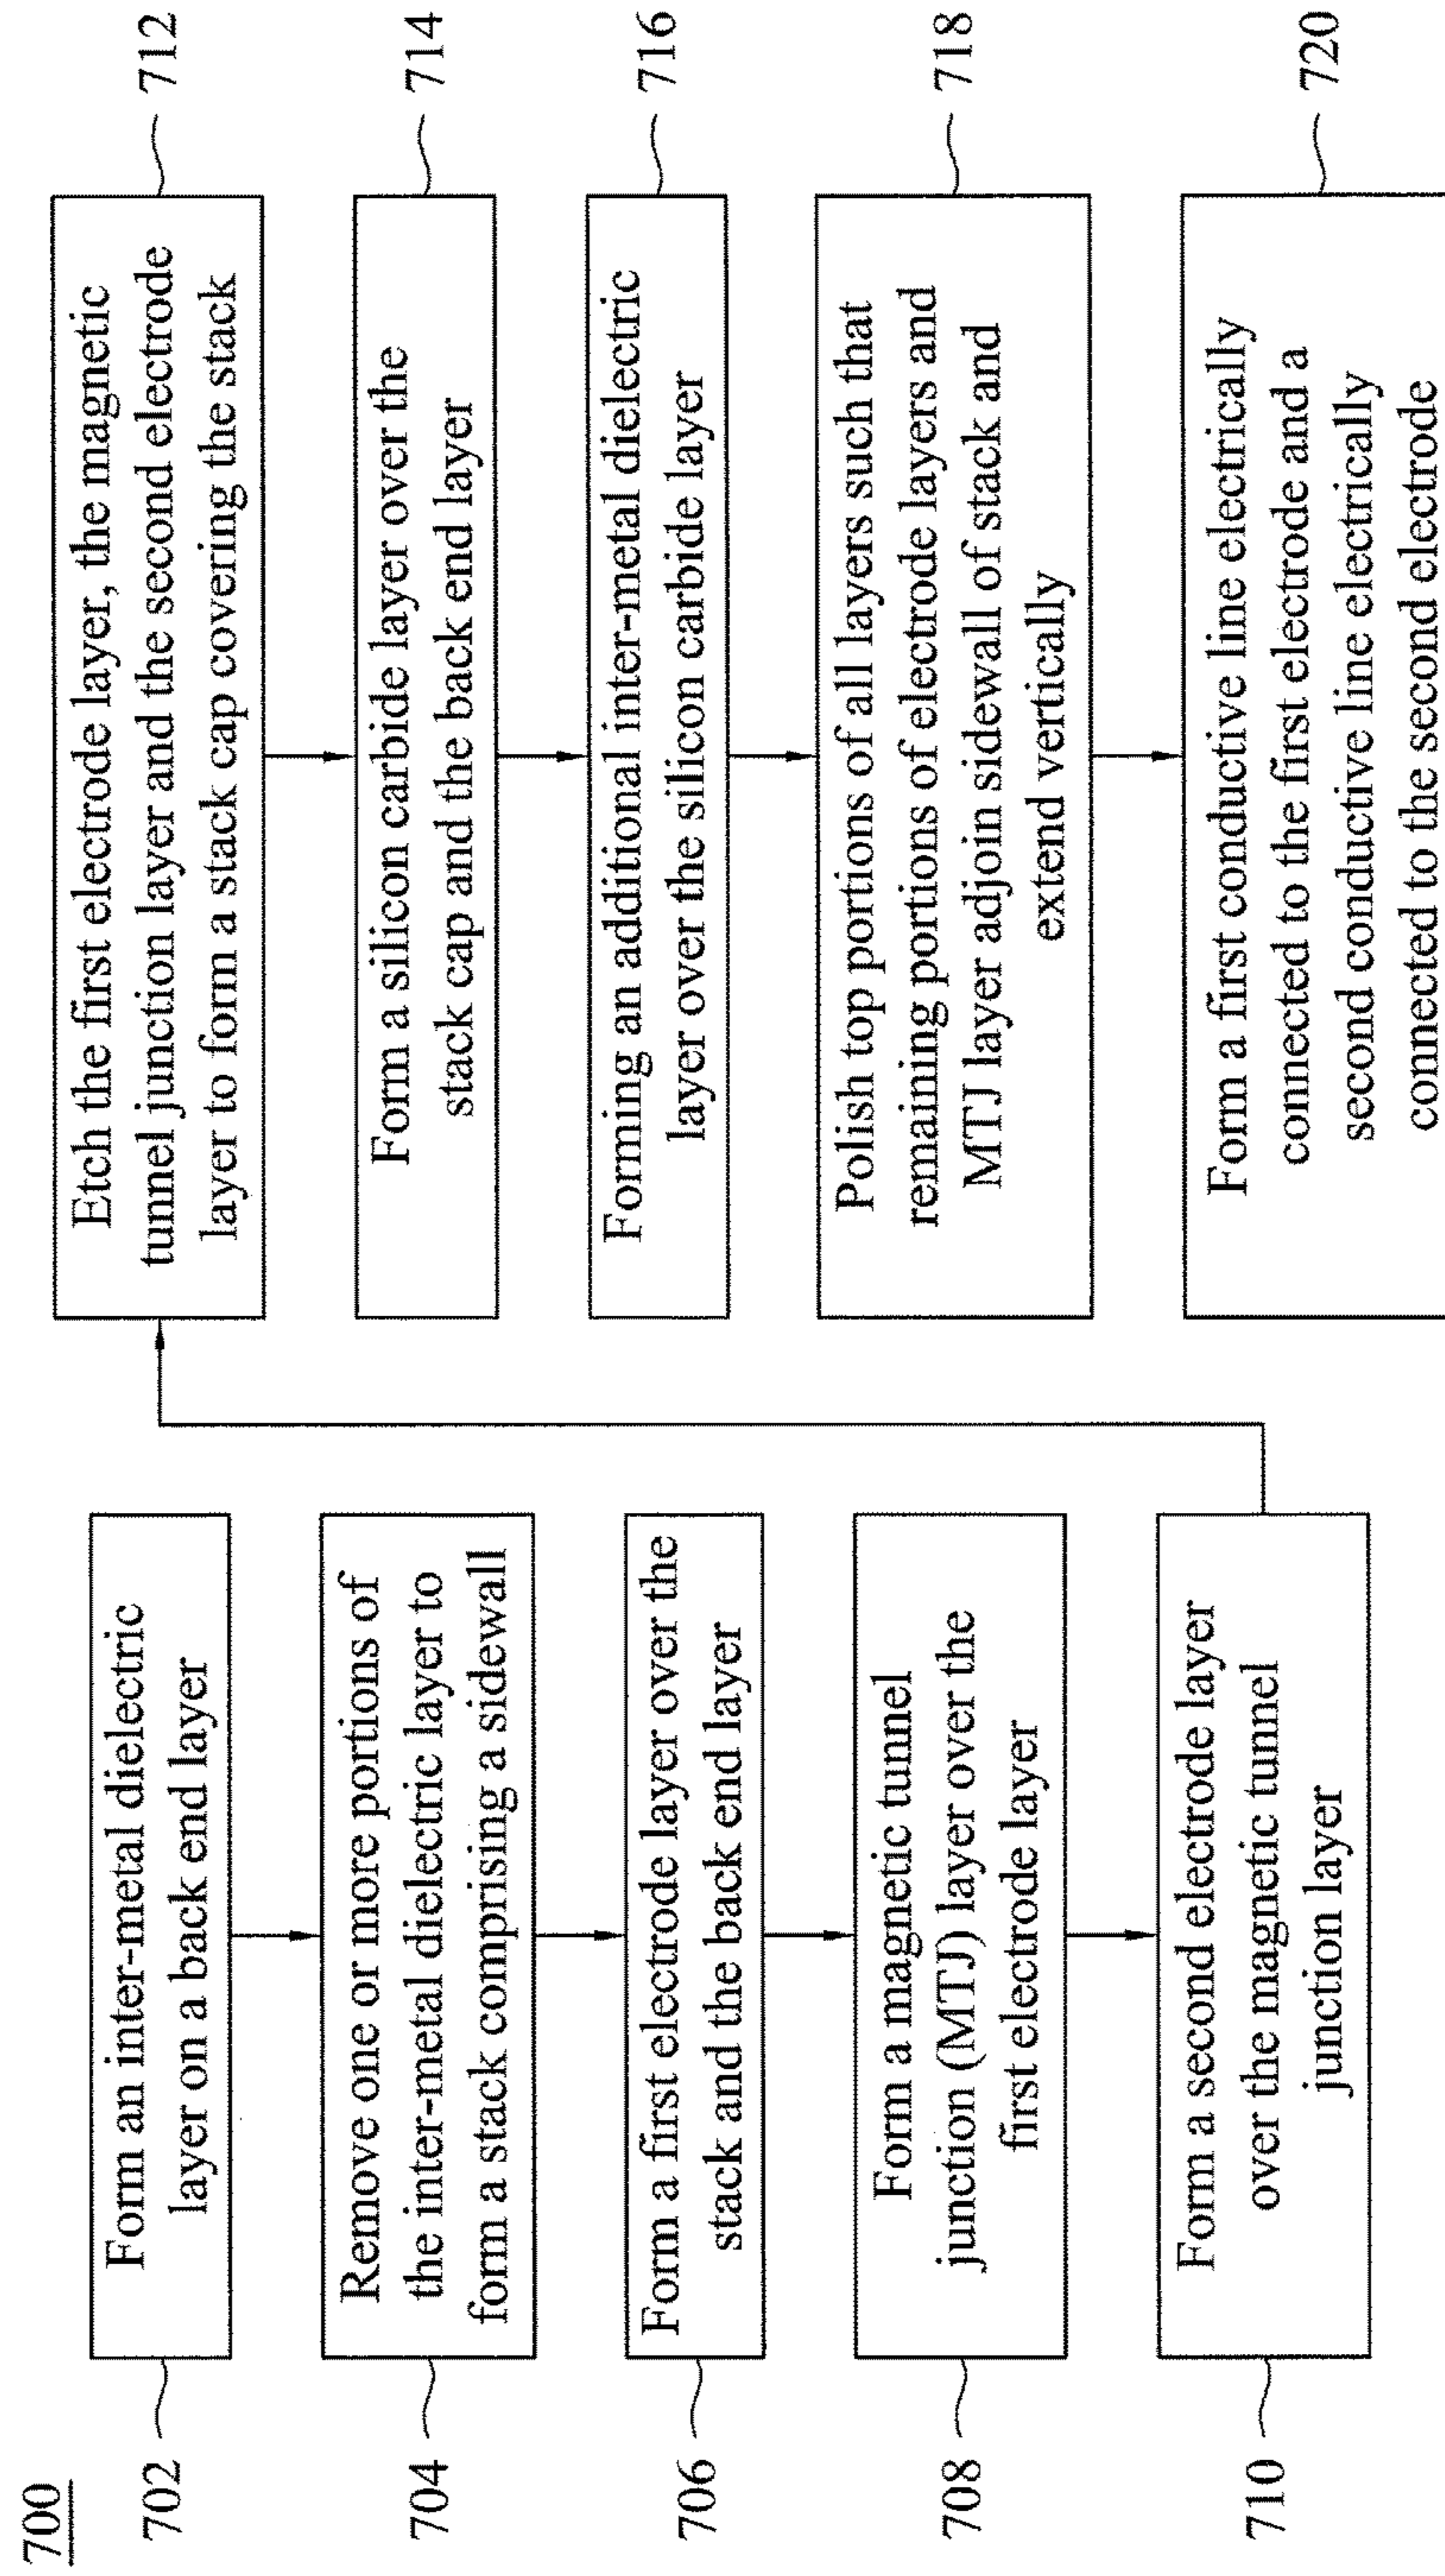 700
702
Form an inter-metal dielectric
layer on a back end layer
704
Remove one or more portions of
the inter-metal dielectric layer to
form a stack comprising a sidewall
706
Form a first electrode layer over the
stack and the back end layer
708
Form a magnetic tunnel
junction (MTJ) layer over the
first electrode layer
710
Form a second electrode layer
over the magnetic tunnel
junction layer
Etch the first electrode layer, the magnetic
tunnel junction layer and the second electrode
layer to form a stack cap covering the stack
712
Form a silicon carbide layer over the
stack cap and the back end layer
714
Forming an additional inter-metal dielectric
layer over the silicon carbide layer
716
Polish top portions of all layers such that
remaining portions of electrode layers and
MTJ layer adjoin sidewall of stack and
extend vertically
718
Form a first conductive line electrically
connected to the first electrode and a
second conductive line electrically
connected to the second electrode
720